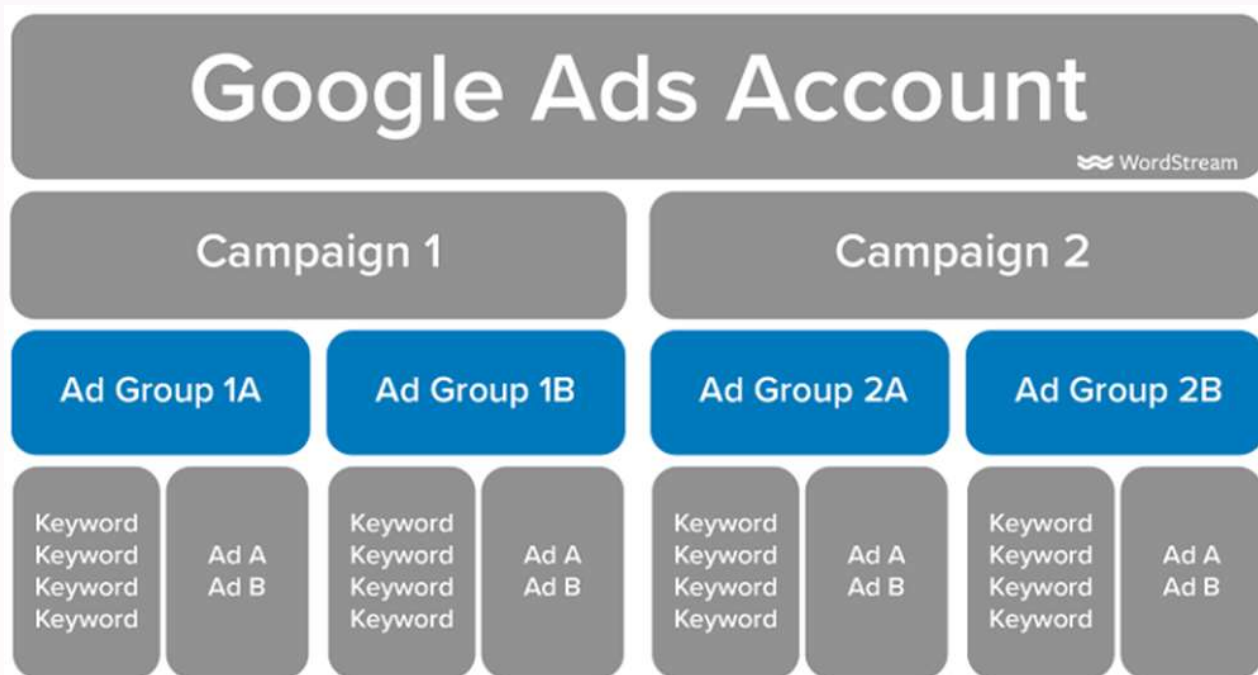 Google Ads Account
WordStream
Campaign 1
Campaign 2
Ad Group 1A
Ad Group 1B
Ad Group 2A
Ad Group 2B
Keyword
Keyword
Keyword
Keyword
Ad A
Ad B
Keyword
Keyword
Keyword
Keyword
Ad A
Ad B
Keyword
Keyword
Keyword
Keyword
Ad A
Ad B
Keyword
Keyword
Keyword
Keyword
Ad A
Ad B